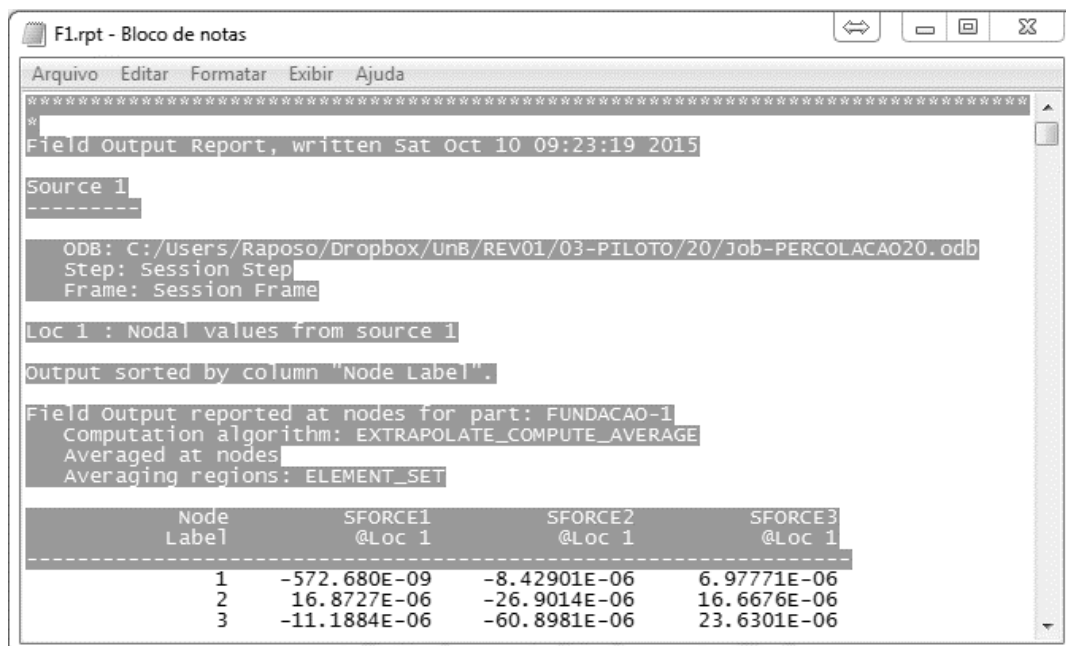 F1.rpt - Bloco de notas
Arquivo Editar Formatar Exibir Ajuda
*******************************************************************************
*
Field Output Report, written Sat Oct 10 09:23:19 2015
Source 1
---------
ODB: C:/Users/Raposo/Dropbox/UnB/REV01/03-PILOTO/20/Job-PERCOLACAO20.odb
Step: Session Step
Frame: Session Frame
Loc 1 : Nodal values from source 1
Output sorted by column "Node Label".
Field Output reported at nodes for part: FUNDACAO-1
Computation algorithm: EXTRAPOLATE_COMPUTE_AVERAGE
Averaged at nodes
Averaging regions: ELEMENT_SET
Node SFORCE1 SFORCE2 SFORCE3
Label @Loc 1 @Loc 1 @Loc 1
-----------------------------------------------------------------
1 -572.680E-09 -8.42901E-06 6.97771E-06
2 16.8727E-06 -26.9014E-06 16.6676E-06
3 -11.1884E-06 -60.8981E-06 23.6301E-06